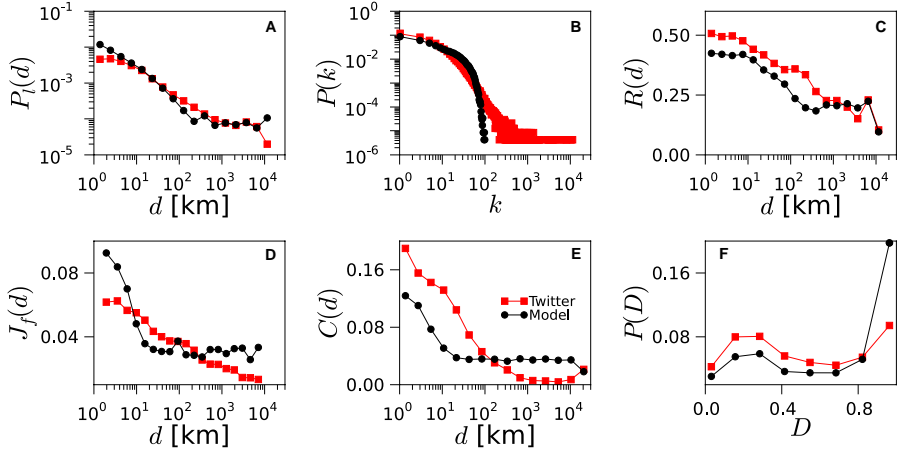 A
P_l(d)
10^{-1}
10^{-3}
10^{-5}
10^0 10^1 10^2 10^3 10^4
d [km]
B
P(k)
10^0
10^{-2}
10^{-4}
10^{-6}
10^0 10^1 10^2 10^3 10^4
k
C
R(d)
0.50
0.25
0.00
10^0 10^1 10^2 10^3 10^4
d [km]
D
J_f(d)
0.08
0.04
10^0 10^1 10^2 10^3 10^4
d [km]
E
C(d)
0.16
0.08
0.00
10^0 10^1 10^2 10^3 10^4
d [km]
Twitter
Model
F
P(D)
0.16
0.08
0.0 0.4 0.8
D